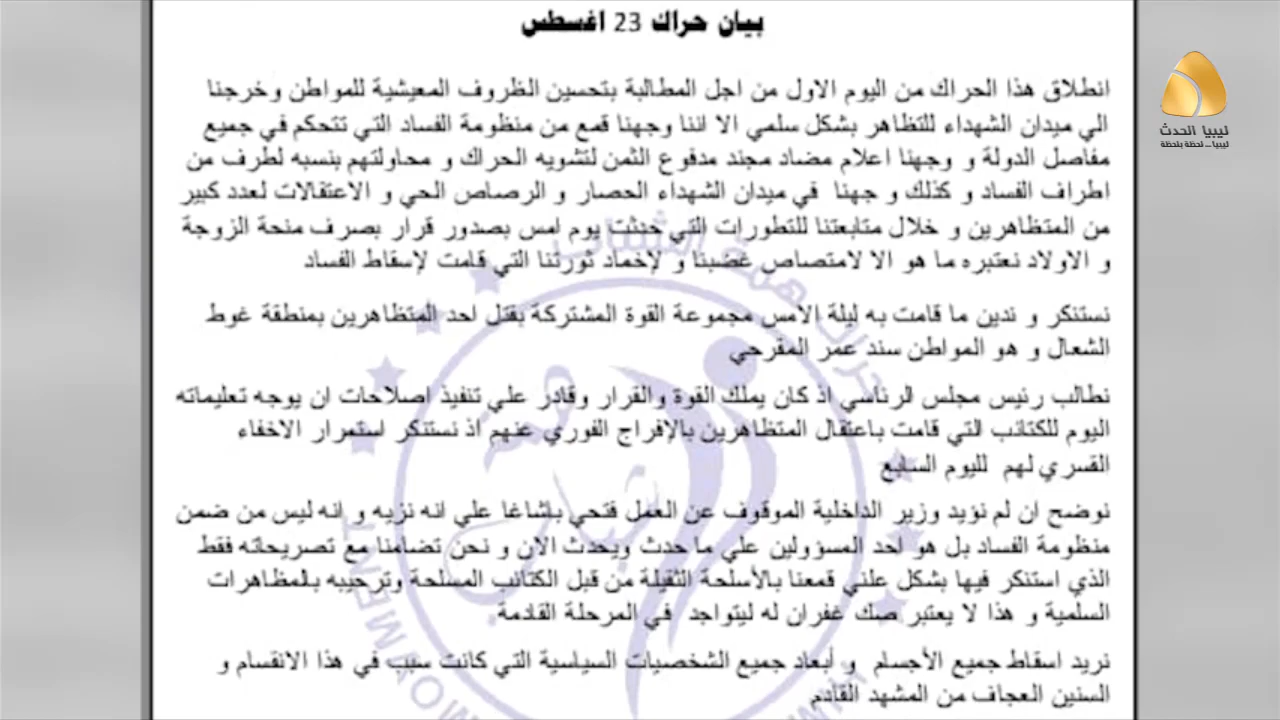 بيان حراك 23 اغسطس
انطلاق هذا الحراك من اليوم الاول من اجل المطالبة بتحسين الظروف المعيشية للمواطن وخرجنا
الي ميدان الشهداء للتظاهر بشكل سلمي الا اننا وجهنا قمع من منظومة الفساد التي تتحكم في جميع
مفاصل الدولة و وجهنا اعلام مضاد مجند مدفوع الثمن لتشويه الحراك و محاولتهم بنسبه لطرف من
اطراف الفساد و كذلك و جهنا في ميدان الشهداء الحصار و الرصاص الحي و الاعتقالات لعدد كبير
من المتظاهرين و خلال متابعتنا للتطورات التي حدثت يوم امس بصدور قرار بصرف منحة الزوجة
و الاولاد نعتبره ما هو الا لامتصاص غضبنا و لإخماد ثورتنا التي قامت لإسقاط الفساد
نستنكر و ندين ما قامت به ليلة الامس مجموعة القوة المشتركة بقتل احد المتظاهرين بمنطقة غوط
الشعال و هو المواطن سند عمر المقرحي
نطالب رئيس مجلس الرئاسي اذ كان يملك القوة والقرار وقادر علي تنفيذ اصلاحات ان يوجه تعليماته
اليوم للكتائب التي قامت باعتقال المتظاهرين بالإفراج الفوري عنهم اذ نستنكر استمرار الاخفاء
القسري لهم لليوم السابع
نوضح ان لم نؤيد وزير الداخلية الموقوف عن العمل فتحي باشاغا علي انه نزيه و انه ليس من ضمن
منظومة الفساد بل هو احد المسؤولين علي ما حدث ويحدث الان و نحن تضامنا مع تصريحاته فقط
الذي استنكر فيها بشكل علني قمعنا بالأسلحة الثقيلة من قبل الكتائب المسلحة وترحيبه بالمظاهرات
السلمية و هذا لا يعتبر صك غفران له ليتواجد في المرحلة القادمة
نريد اسقاط جميع الأجسام و أبعاد جميع الشخصيات السياسية التي كانت سبب في هذا الانقسام و
السنين العجاف من المشهد القادم
ليبيا الحدث
ليبيا... لحظة بلحظة
حراك همة الشباب